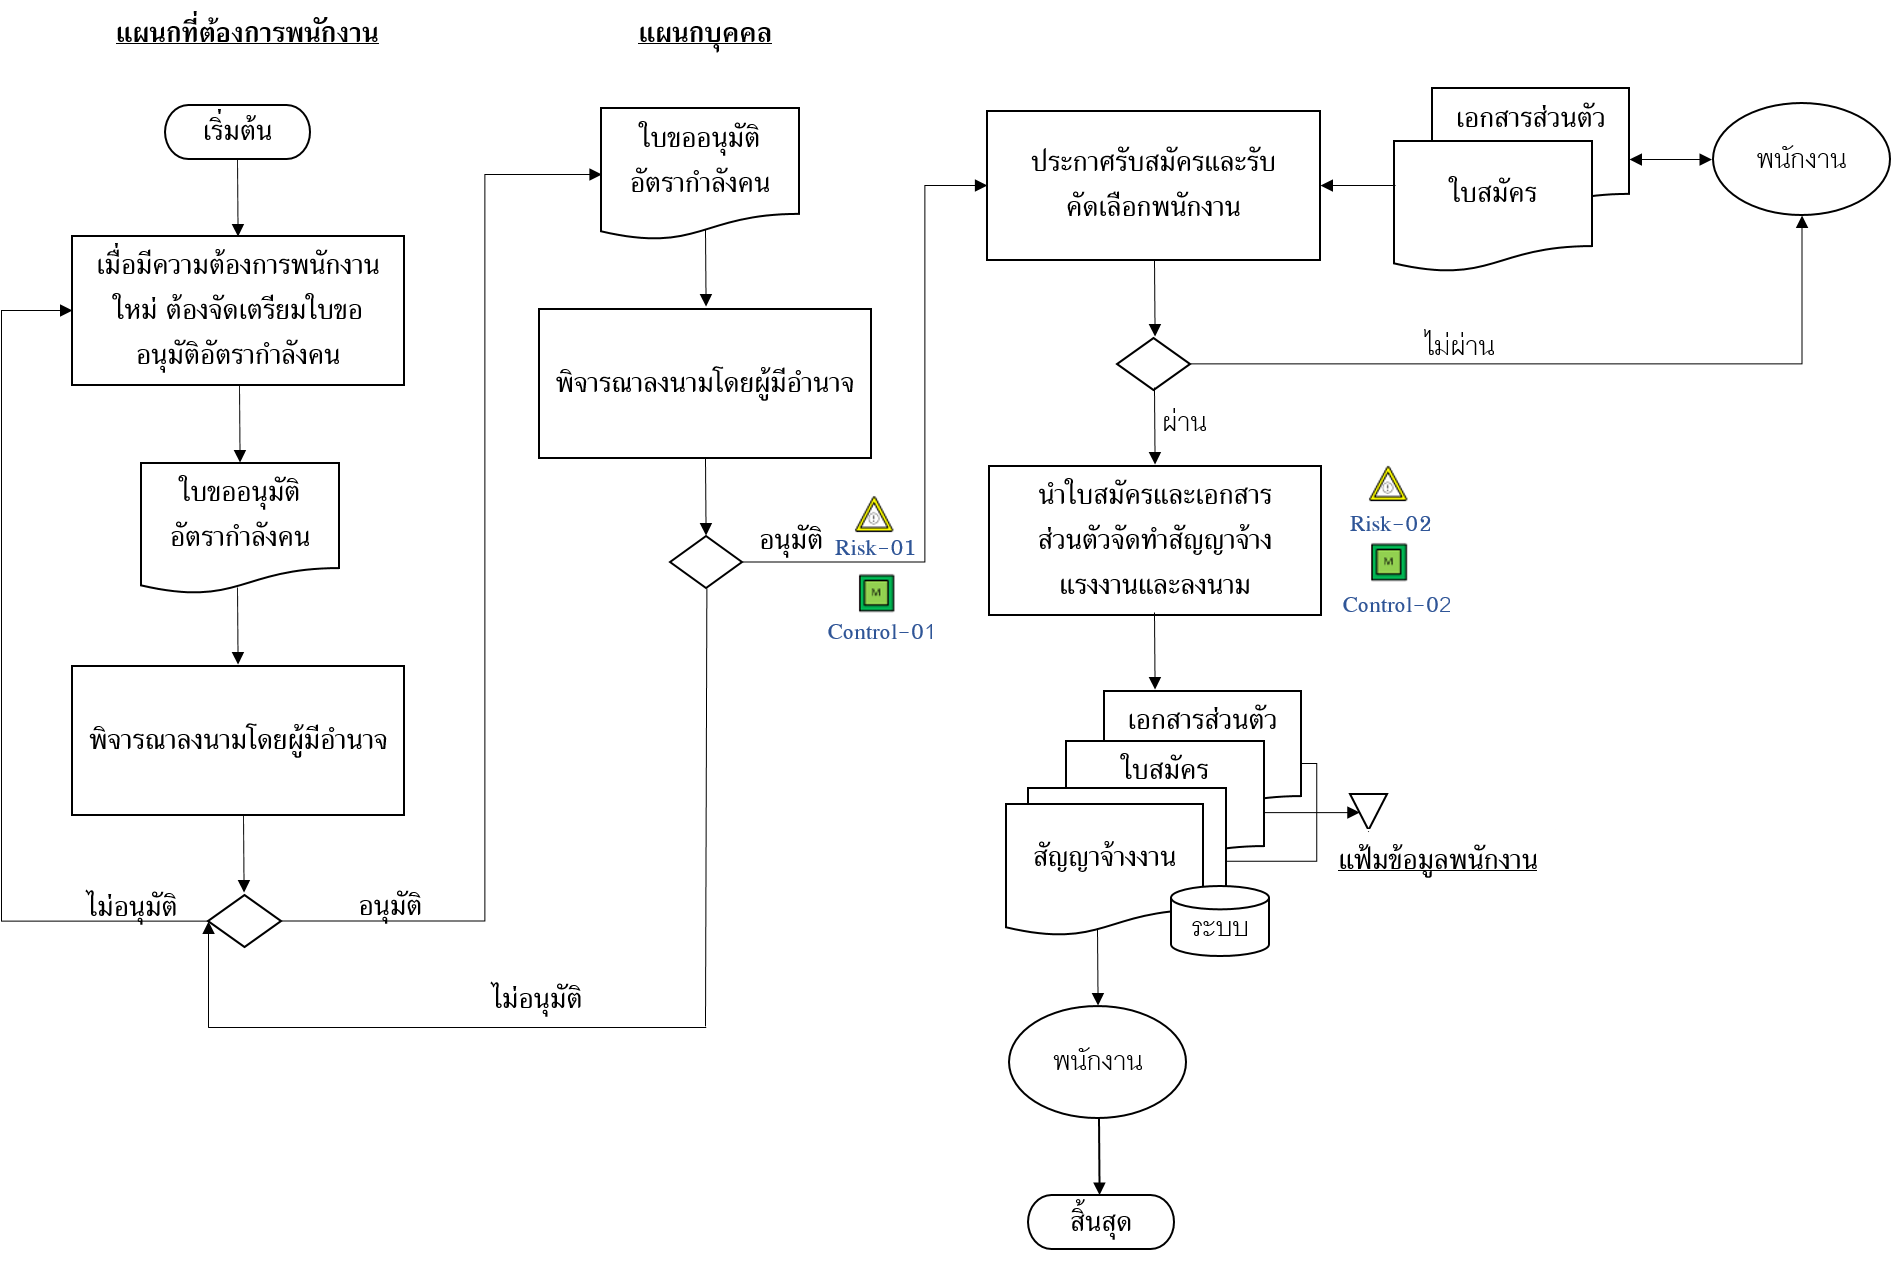 แผนกที่ต้องการพนักงาน
เริ่มต้น
เมื่อมีความต้องการพนักงาน
ใหม่ ต้องจัดเตรียมใบขอ
อนุมัติอัตรากำลังคน
ใบขออนุมัติ
อัตรากำลังคน
พิจารณาลงนามโดยผู้มีอำนาจ
ไม่อนุมัติ
อนุมัติ
แผนกบุคคล
ใบขออนุมัติ
อัตรากำลังคน
พิจารณาลงนามโดยผู้มีอำนาจ
อนุมัติ
Risk-01
Control-01
ไม่อนุมัติ
ประกาศรับสมัครและรับ
คัดเลือกพนักงาน
เอกสารส่วนตัว
ใบสมัคร
พนักงาน
ไม่ผ่าน
ผ่าน
นำใบสมัครและเอกสาร
ส่วนตัวจัดทำสัญญาจ้าง
แรงงานและลงนาม
Risk-02
M
Control-02
M
เอกสารส่วนตัว
ใบสมัคร
สัญญาจ้างงาน
ระบบ
แฟ้มข้อมูลพนักงาน
พนักงาน
สิ้นสุด